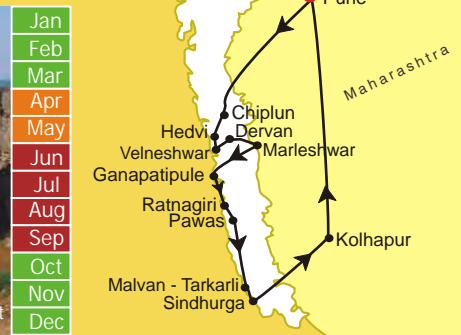 Jan
Feb
Mar
Apr
May
Jun
Jul
Aug
Sep
Oct
Nov
Dec
Pune
Maharashtra
Chiplun
Hedvi
Dervan
Velneshwar
Marleshwar
Ganapatipule
Ratnagiri
Pawas
Kolhapur
Malvan - Tarkarli
Sindhurga